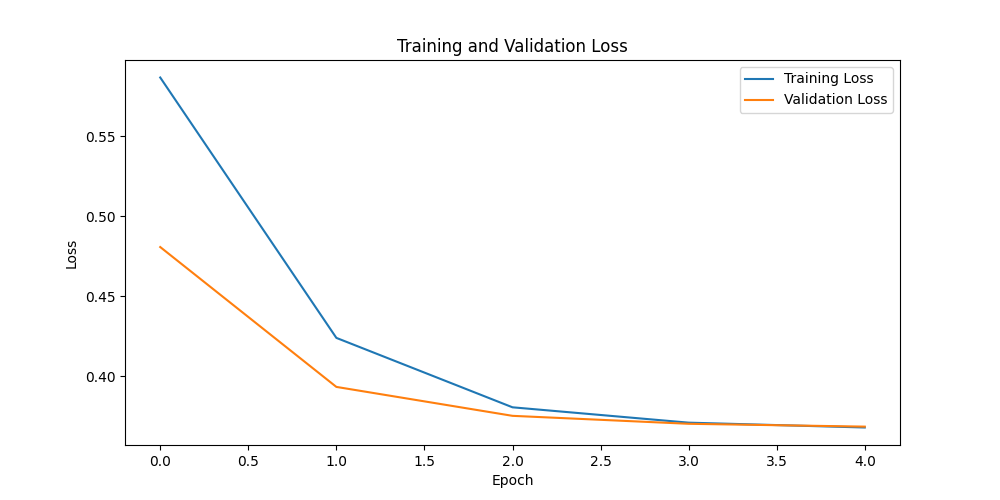 Training and Validation Loss
Training Loss
Validation Loss
0.55
0.50
0.45
0.40
Loss
0.0 0.5 1.0 1.5 2.0 2.5 3.0 3.5 4.0
Epoch